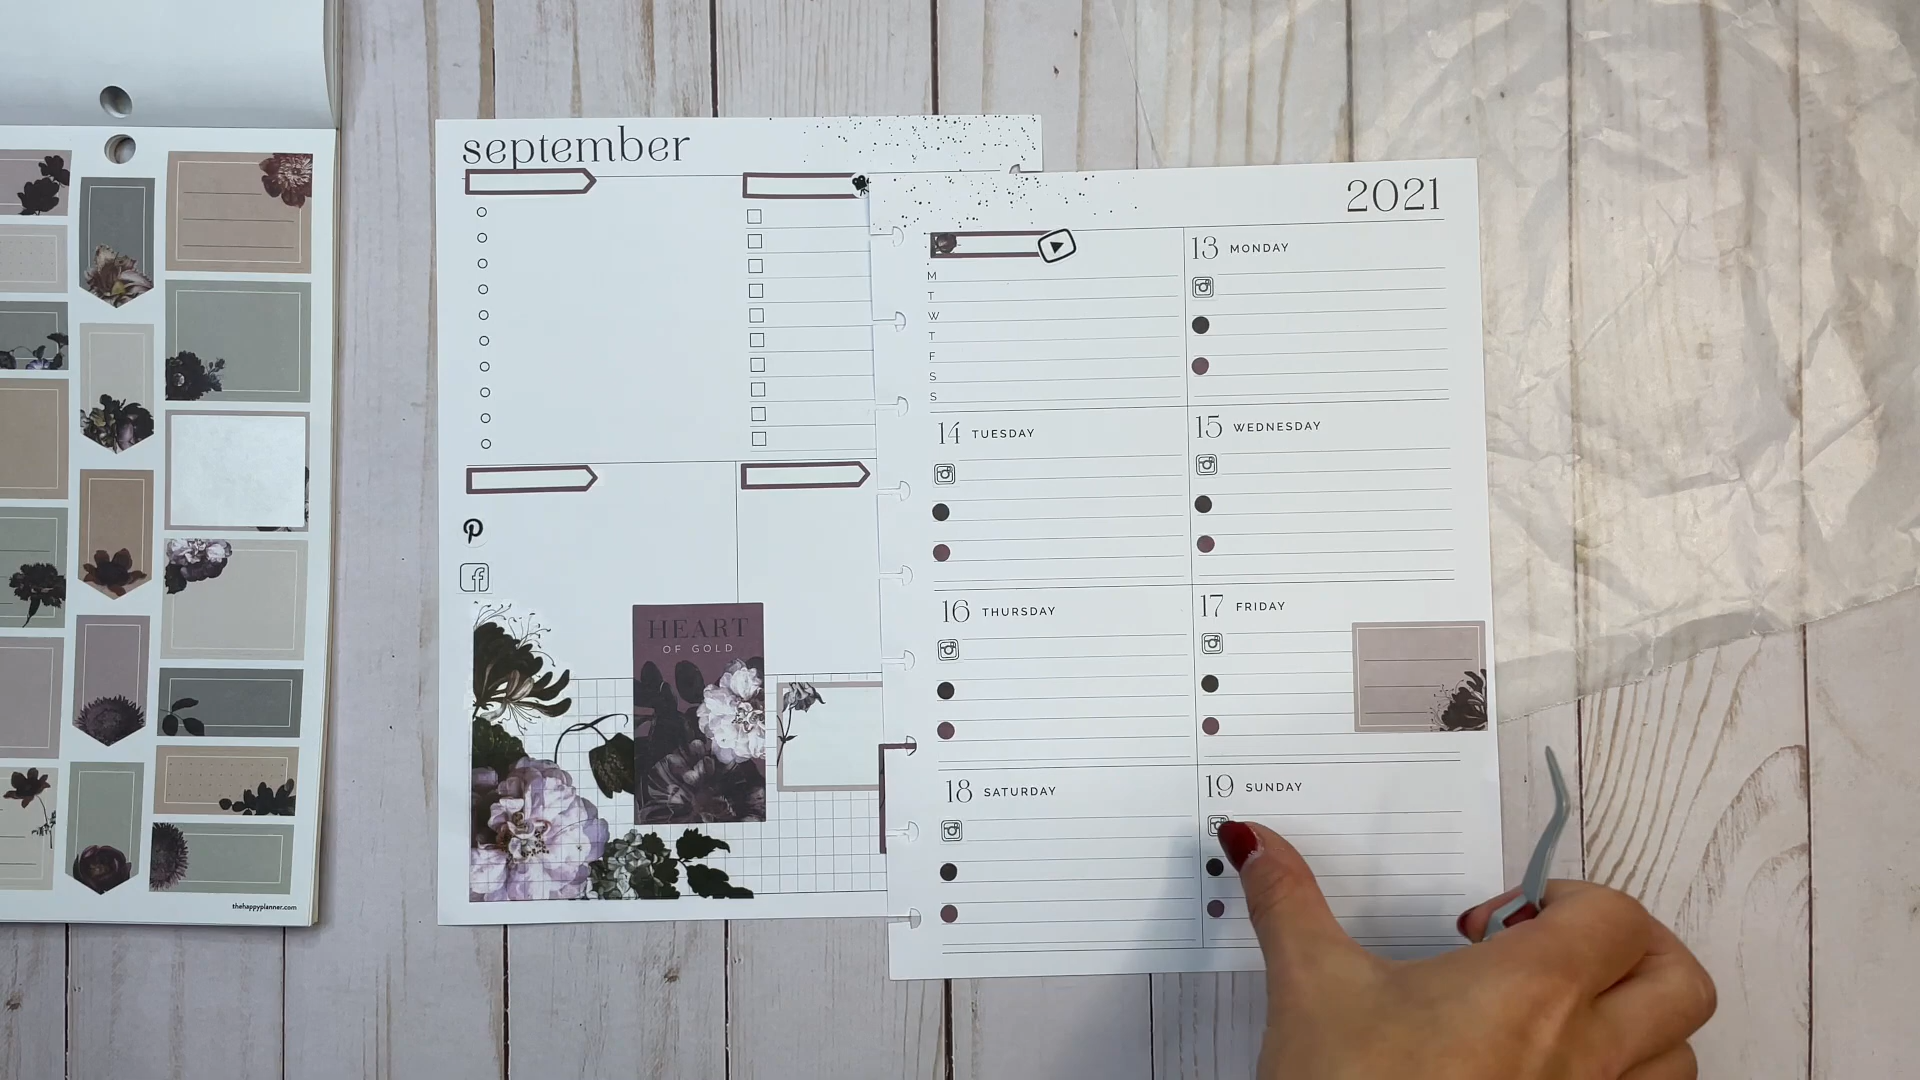 september
2021
13 MONDAY
M
T
W
T
F
S
S
14 TUESDAY
15 WEDNESDAY
16 THURSDAY
17 FRIDAY
18 SATURDAY
19 SUNDAY
HEART
OF GOLD
thehappyplanner.com